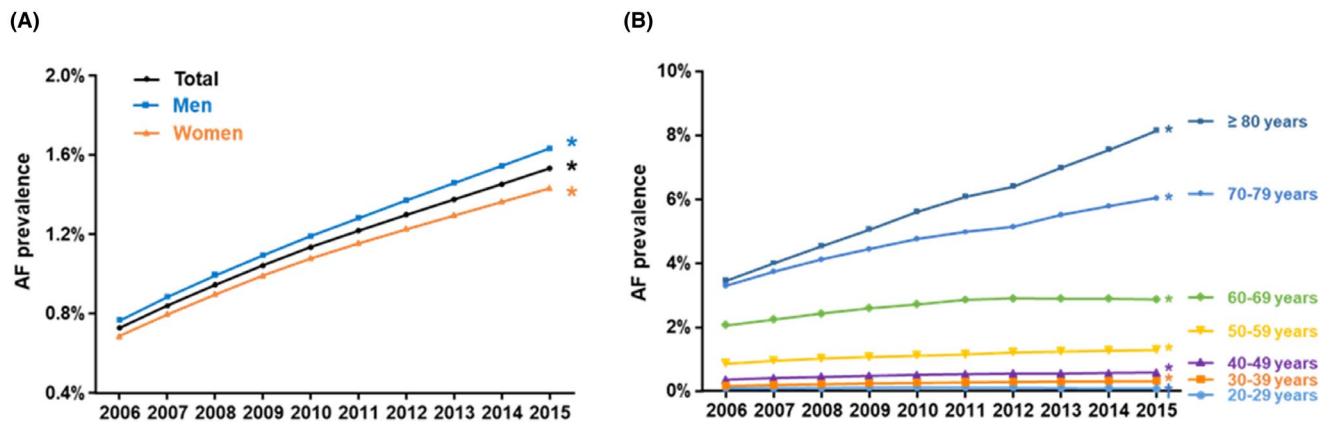 (A)
(B)
AF prevalence
2.0%
1.6%
1.2%
0.8%
0.4%
Total
Men
Women
*
*
*
2006 2007 2008 2009 2010 2011 2012 2013 2014 2015
AF prevalence
10%
8%
6%
4%
2%
0%
* ≥ 80 years
* 70-79 years
* 60-69 years
* 50-59 years
* 40-49 years
* 30-39 years
20-29 years
2006 2007 2008 2009 2010 2011 2012 2013 2014 2015